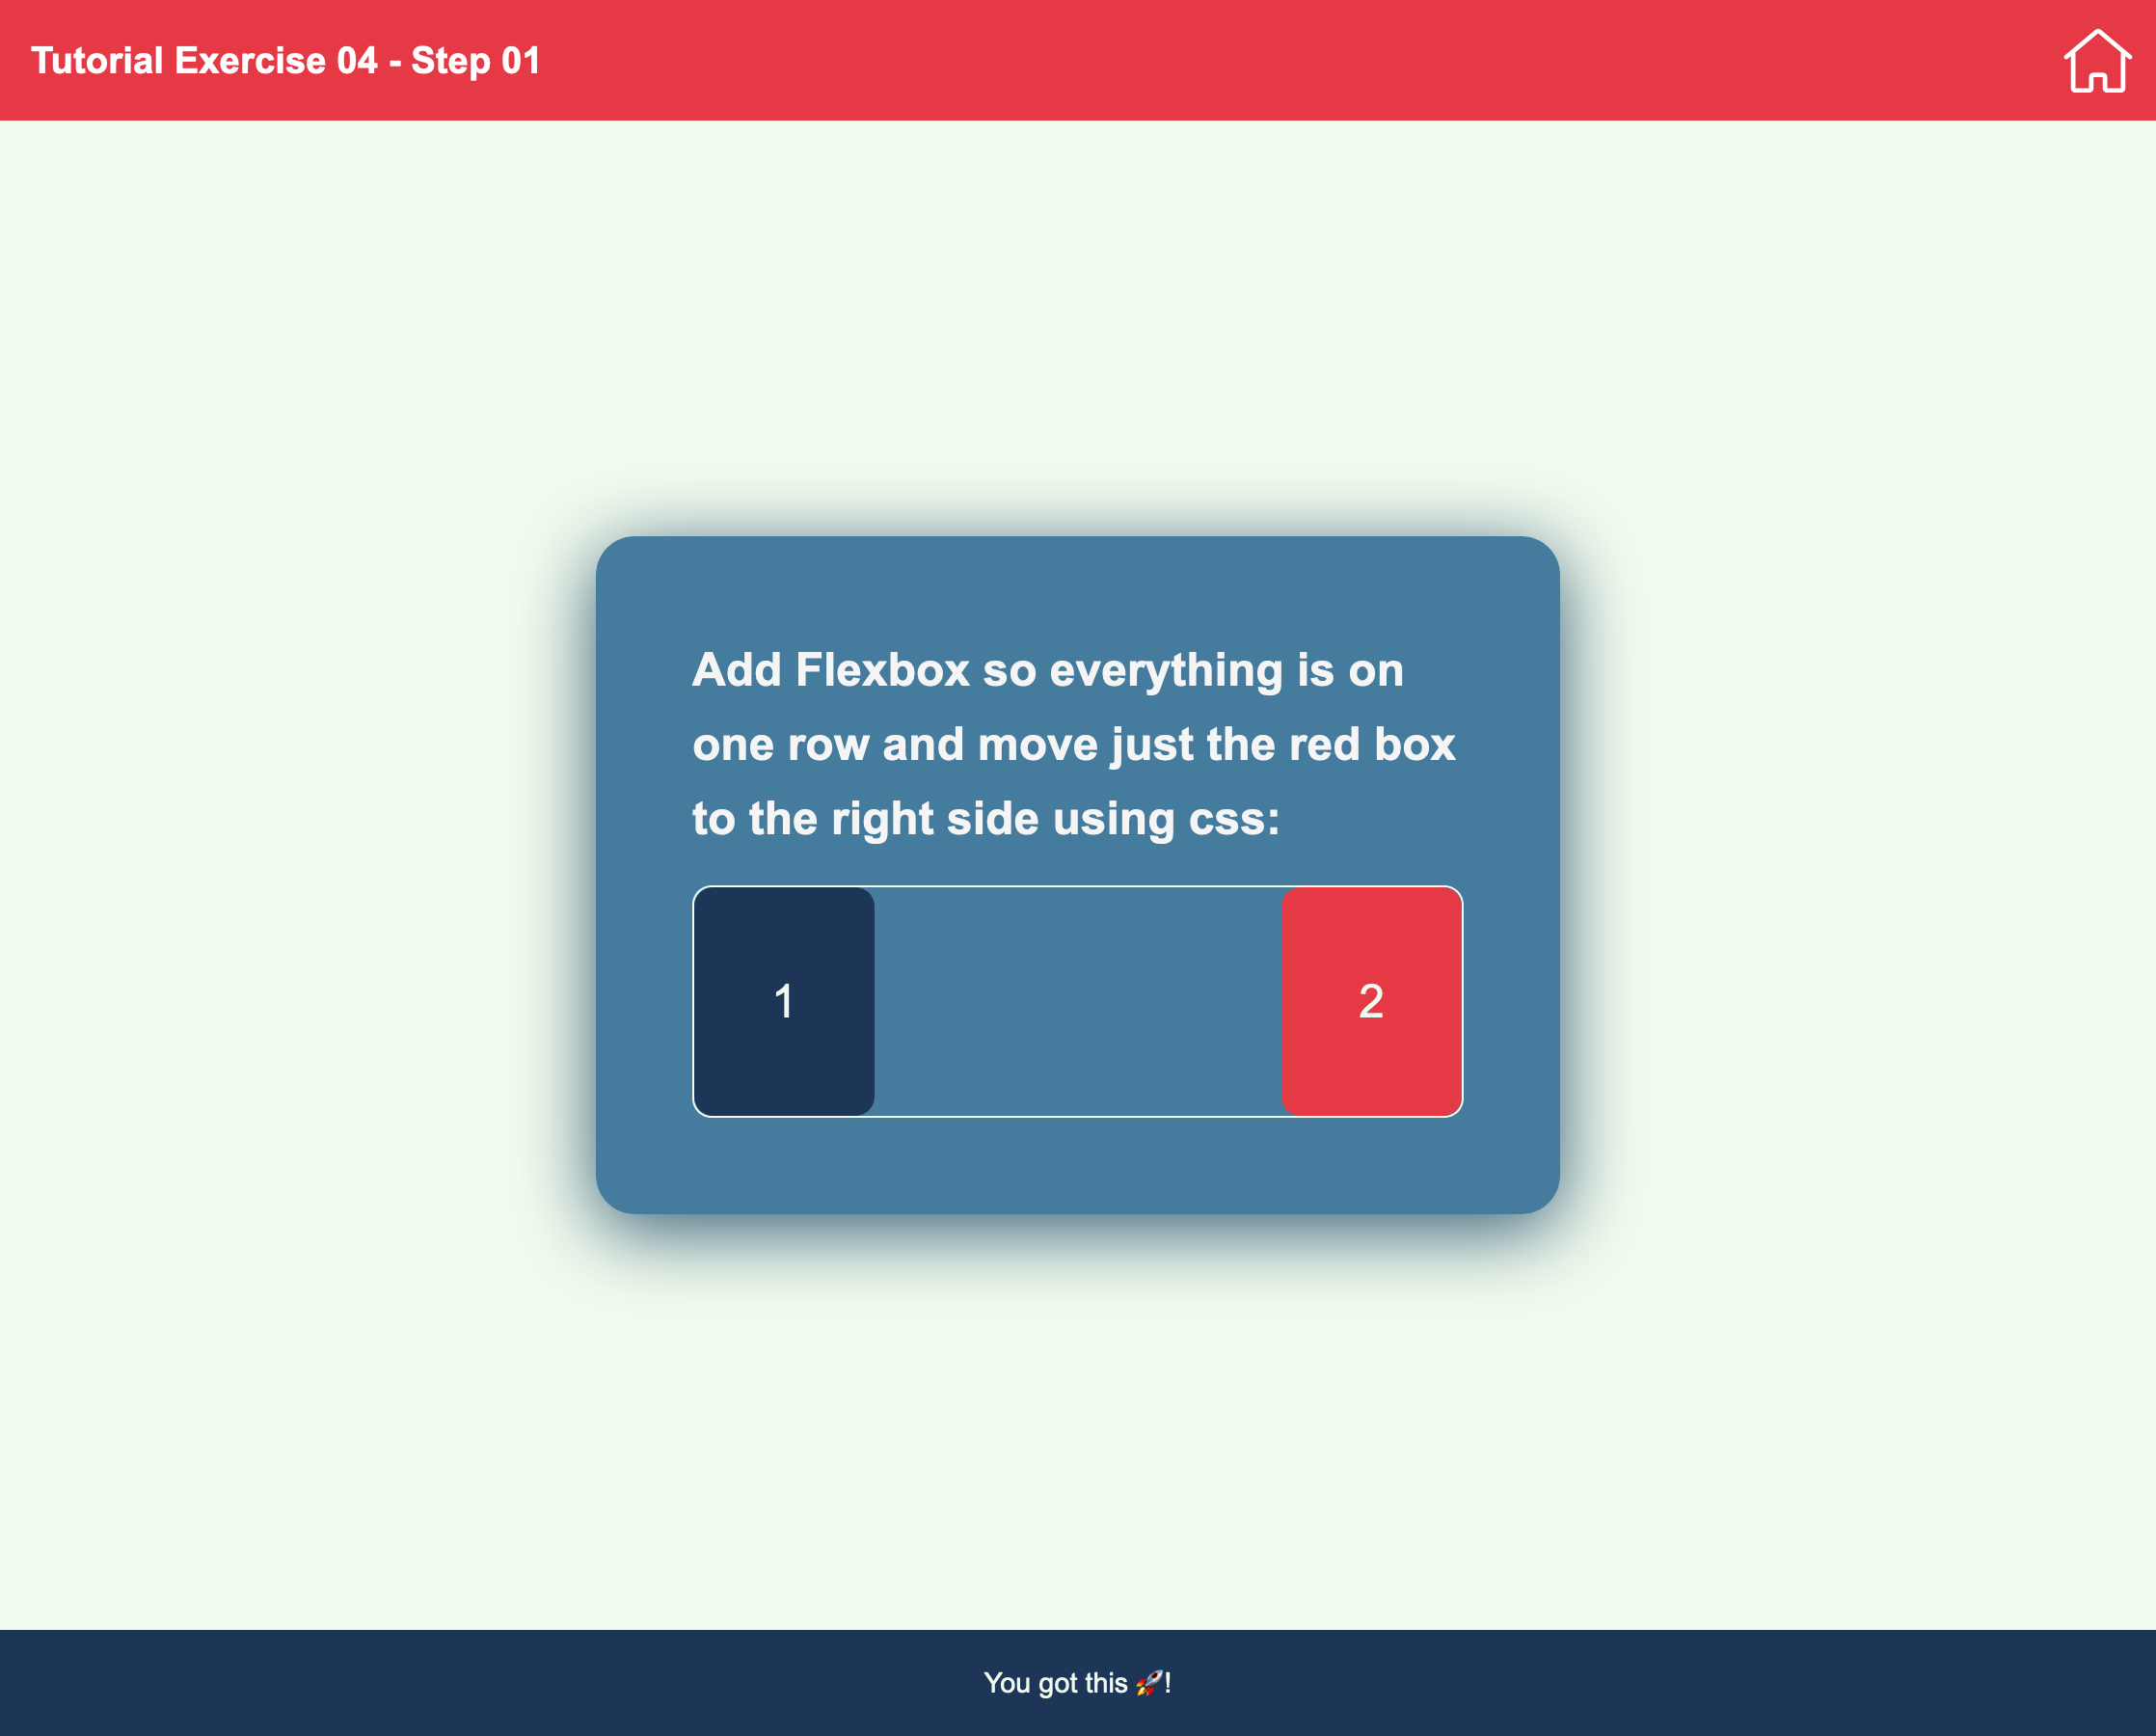 Tutorial Exercise 04 - Step 01
Add Flexbox so everything is on
one row and move just the red box
to the right side using css:
1
2
You got this 🚀!